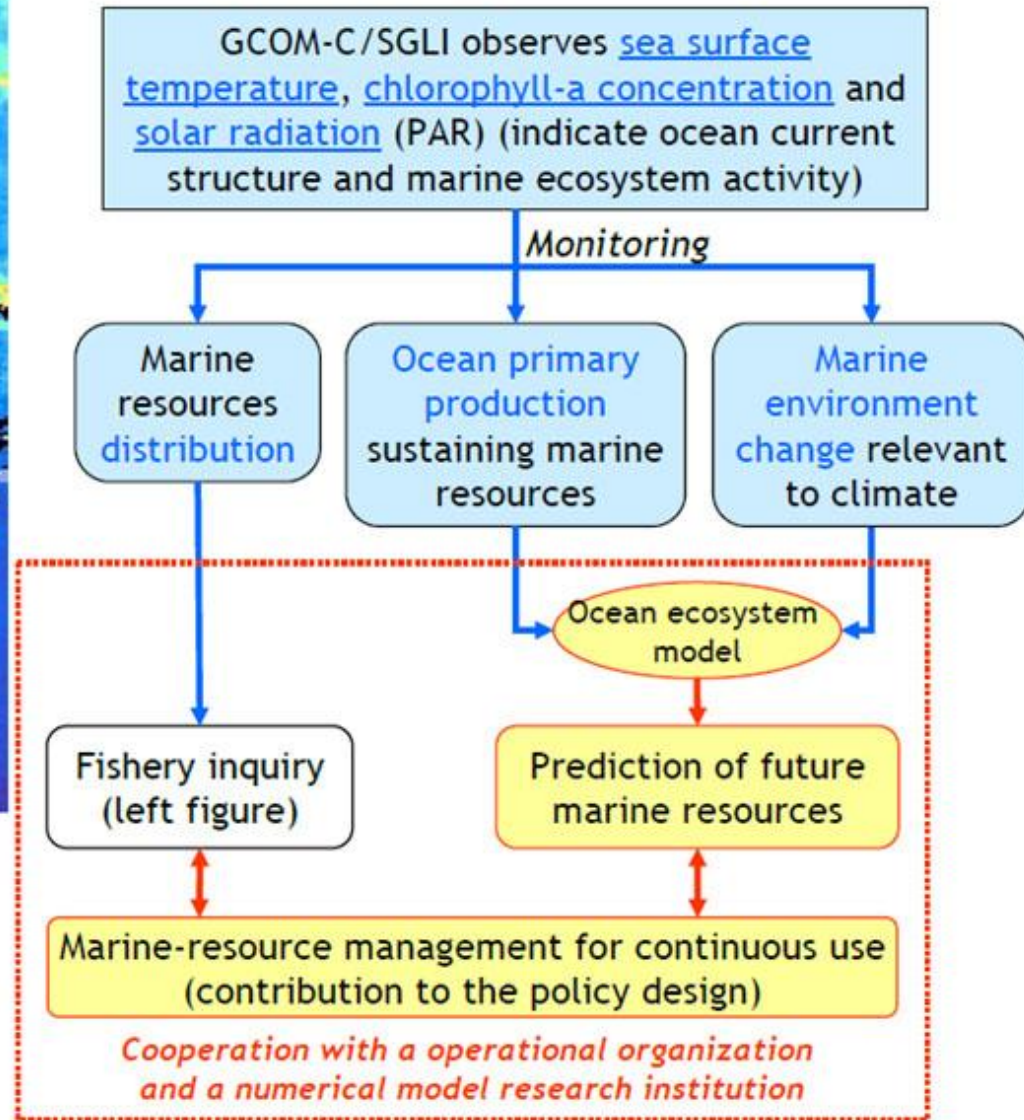 GCOM-C/SGLI observes sea surface
temperature, chlorophyll-a concentration and
solar radiation (PAR) (indicate ocean current
structure and marine ecosystem activity)
Monitoring
Marine
resources
distribution
Ocean primary
production
sustaining marine
resources
Marine
environment
change relevant
to climate
Ocean ecosystem
model
Fishery inquiry
(left figure)
Prediction of future
marine resources
Marine-resource management for continuous use
(contribution to the policy design)
Cooperation with a operational organization
and a numerical model research institution